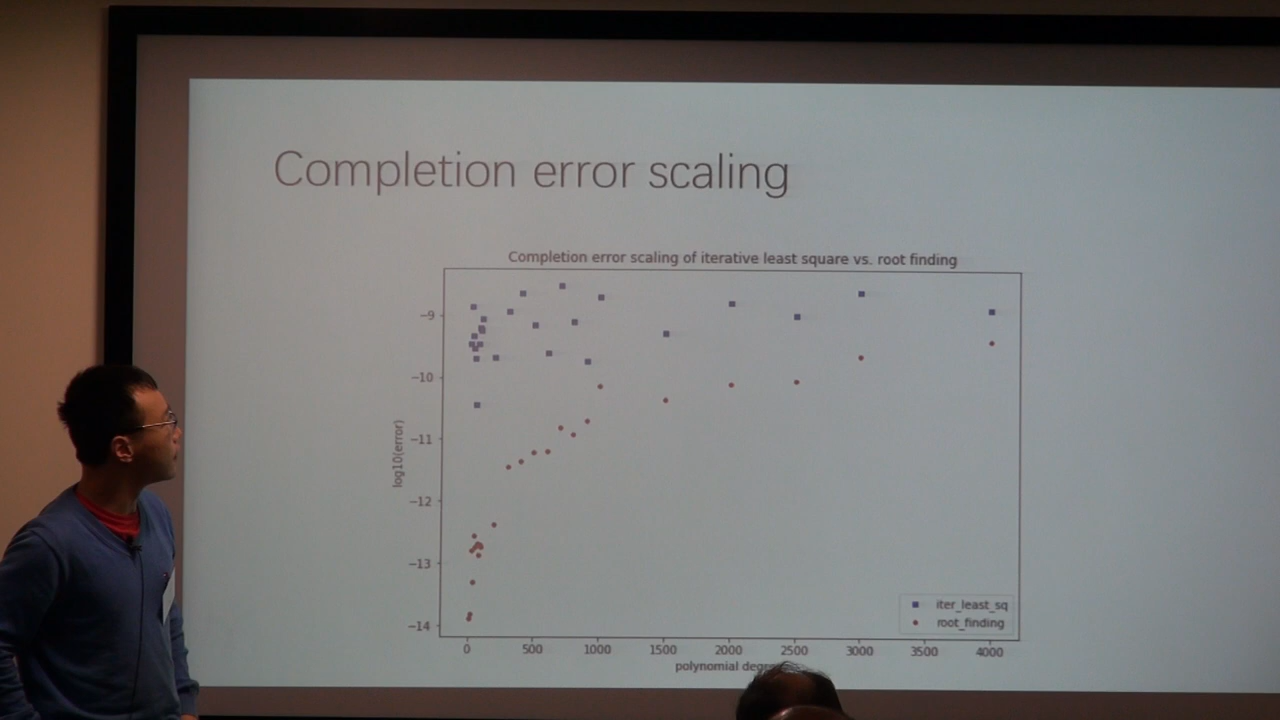 Completion error scaling
Completion error scaling of iterative least square vs. root finding
log10(error)
−9
−10
−11
−12
−13
−14
iter_least_sq
root_finding
0 500 1000 1500 2000 2500 3000 3500 4000
polynomial